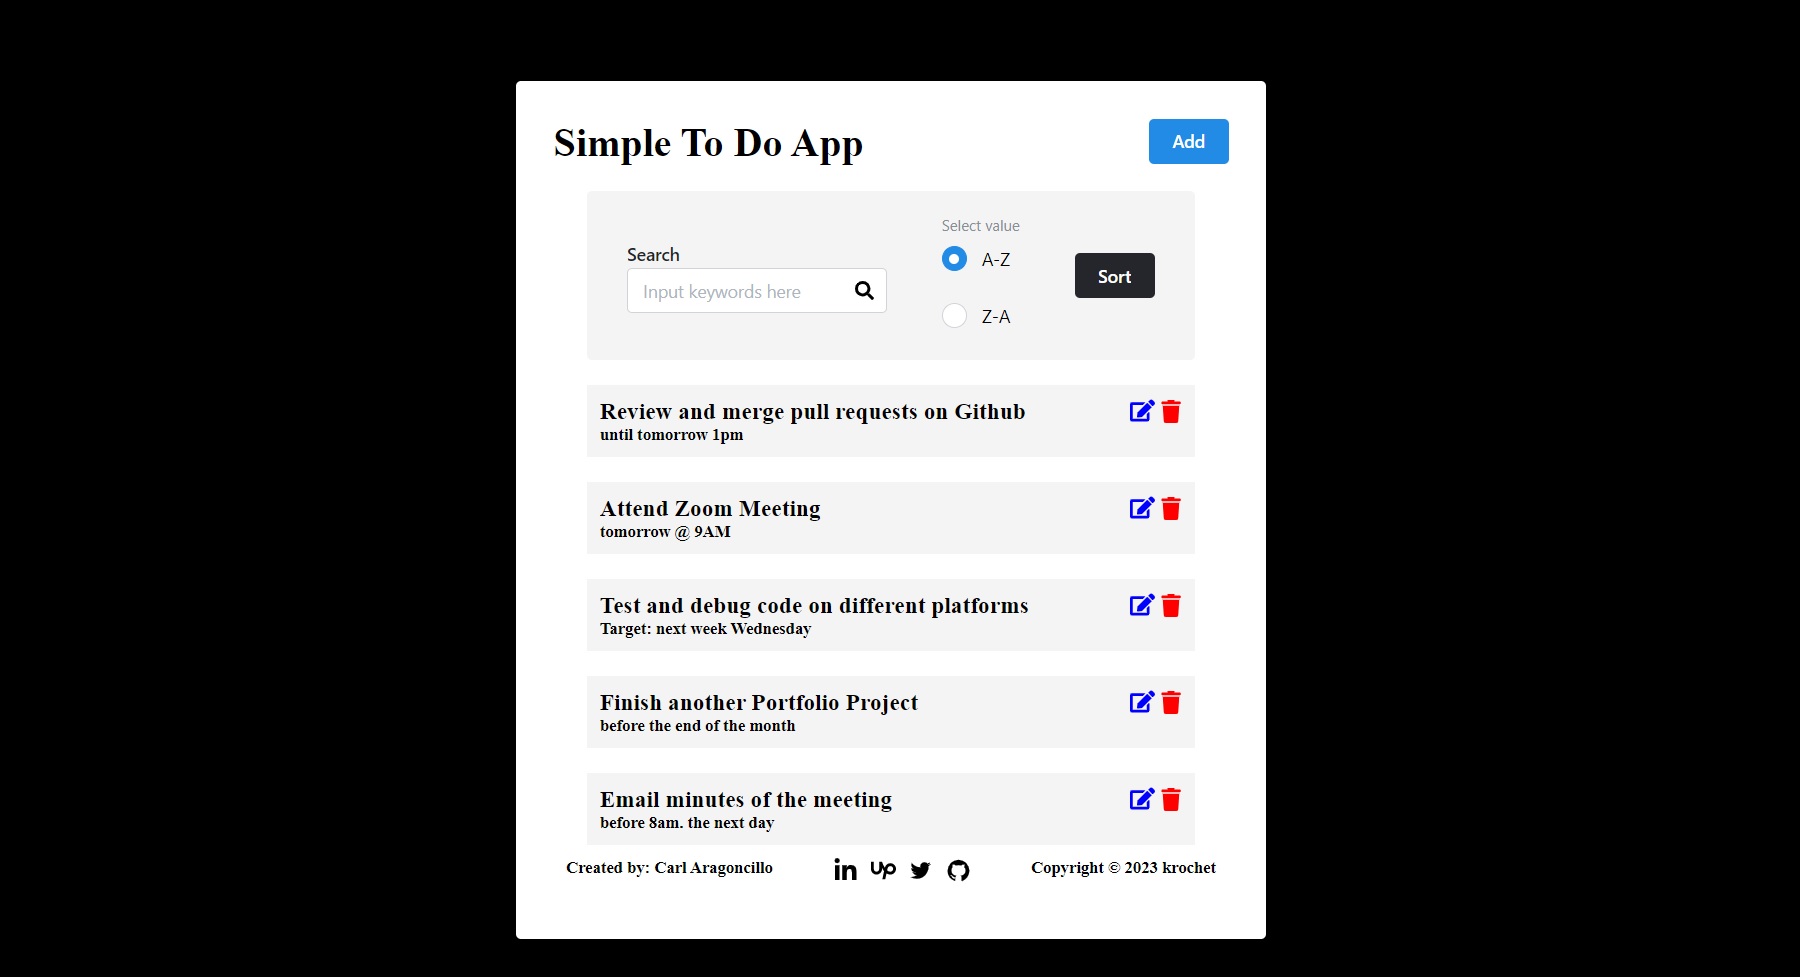 Simple To Do App
Add
Search
Input keywords here
Select value
A-Z
Z-A
Sort
Review and merge pull requests on Github
until tomorrow 1pm
Attend Zoom Meeting
tomorrow @ 9AM
Test and debug code on different platforms
Target: next week Wednesday
Finish another Portfolio Project
before the end of the month
Email minutes of the meeting
before 8am. the next day
Created by: Carl Aragoncillo
in
Up
Copyright © 2023 krochet